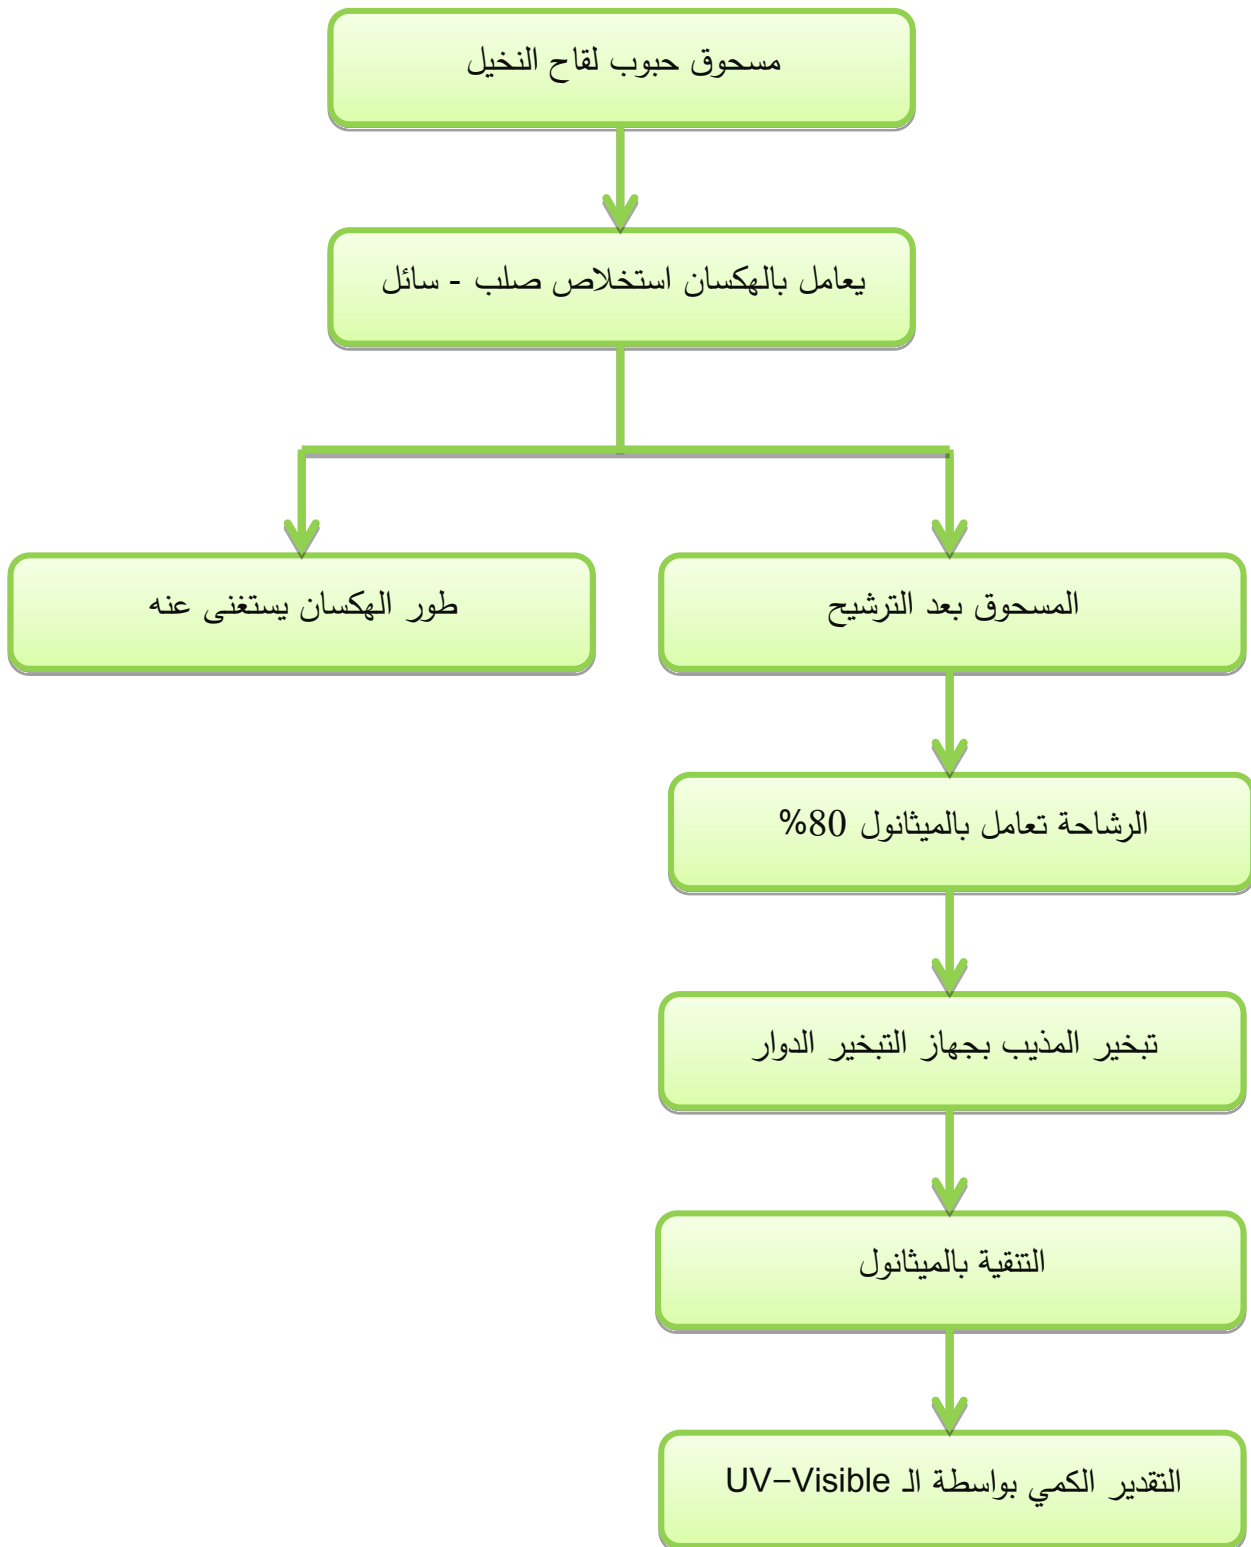 مسحوق حبوب لقاح النخيل
يعامل بالهكسان استخلاص صلب - سائل
المسحوق بعد الترشيح
طور الهكسان يستغنى عنه
الرشاحة تعامل بالميثانول 80%
تبخير المذيب بجهاز التبخير الدوار
التنقية بالميثانول
التقدير الكمي بواسطة الـ UV-Visible